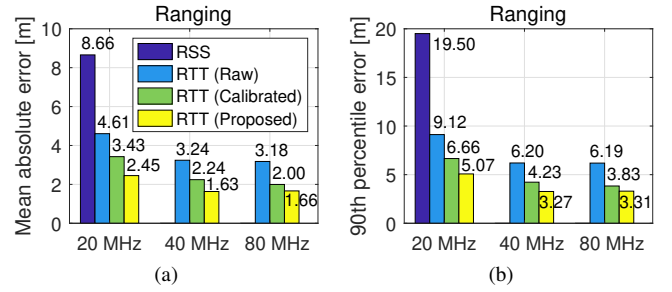 Ranging
Mean absolute error [m]
10
8
6
4
2
0
8.66
4.61
3.43
2.45
3.24
2.24
1.63
3.18
2.00
1.66
RSS
RTT (Raw)
RTT (Calibrated)
RTT (Proposed)
20 MHz 40 MHz 80 MHz
(a)
Ranging
90th percentile error [m]
20
15
10
5
0
19.50
9.12
6.66
5.07
6.20
4.23
3.27
6.19
3.83
3.31
20 MHz 40 MHz 80 MHz
(b)